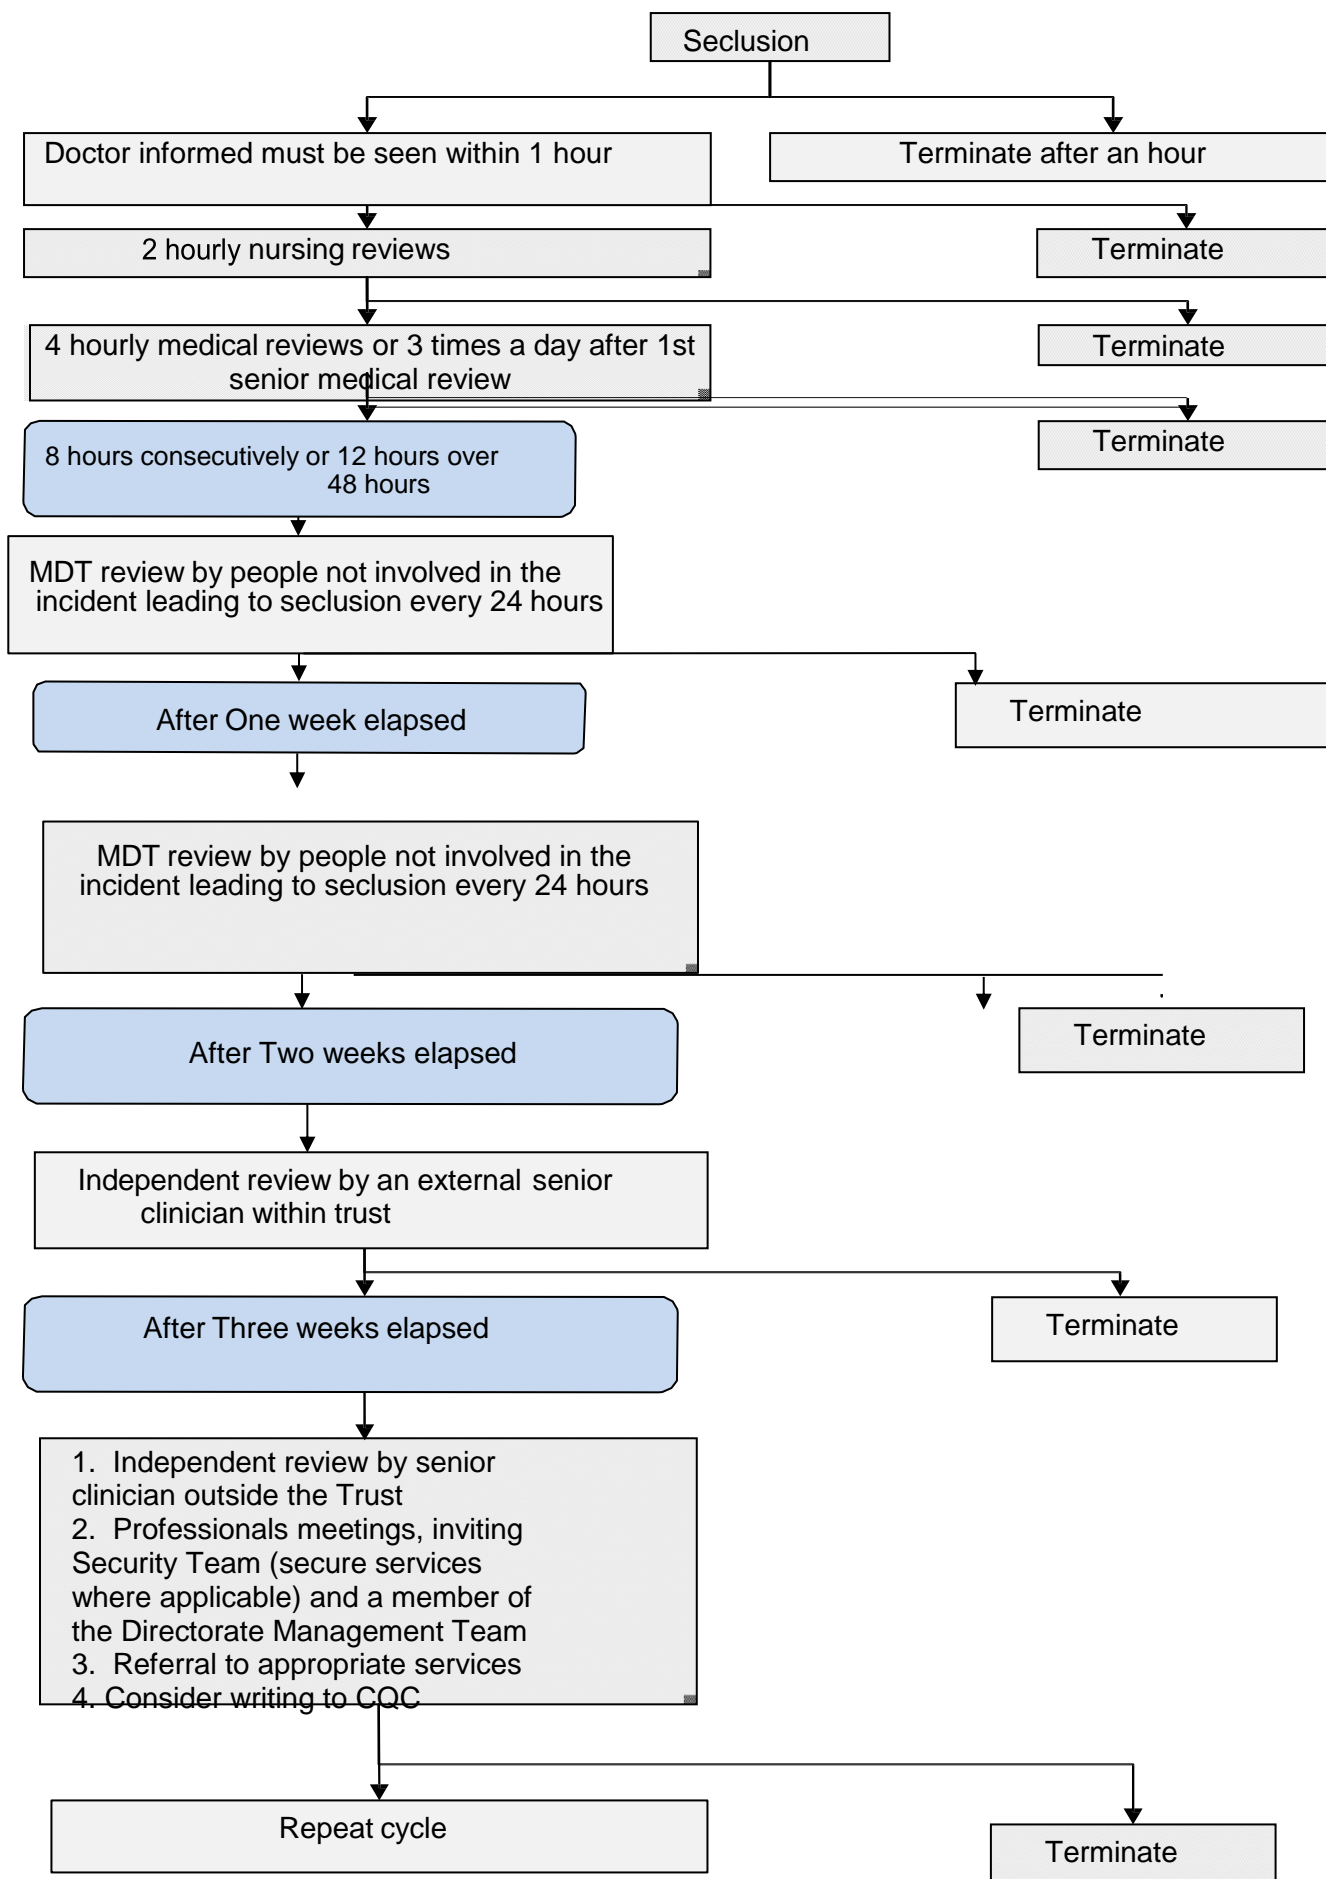 Seclusion
Doctor informed must be seen within 1 hour
Terminate after an hour
2 hourly nursing reviews
Terminate
4 hourly medical reviews or 3 times a day after 1st
senior medical review
Terminate
8 hours consecutively or 12 hours over
48 hours
Terminate
MDT review by people not involved in the
incident leading to seclusion every 24 hours
After One week elapsed
Terminate
MDT review by people not involved in the
incident leading to seclusion every 24 hours
After Two weeks elapsed
Terminate
Independent review by an external senior
clinician within trust
After Three weeks elapsed
Terminate
1. Independent review by senior
clinician outside the Trust
2. Professionals meetings, inviting
Security Team (secure services
where applicable) and a member of
the Directorate Management Team
3. Referral to appropriate services
4. Consider writing to CQC
Repeat cycle
Terminate